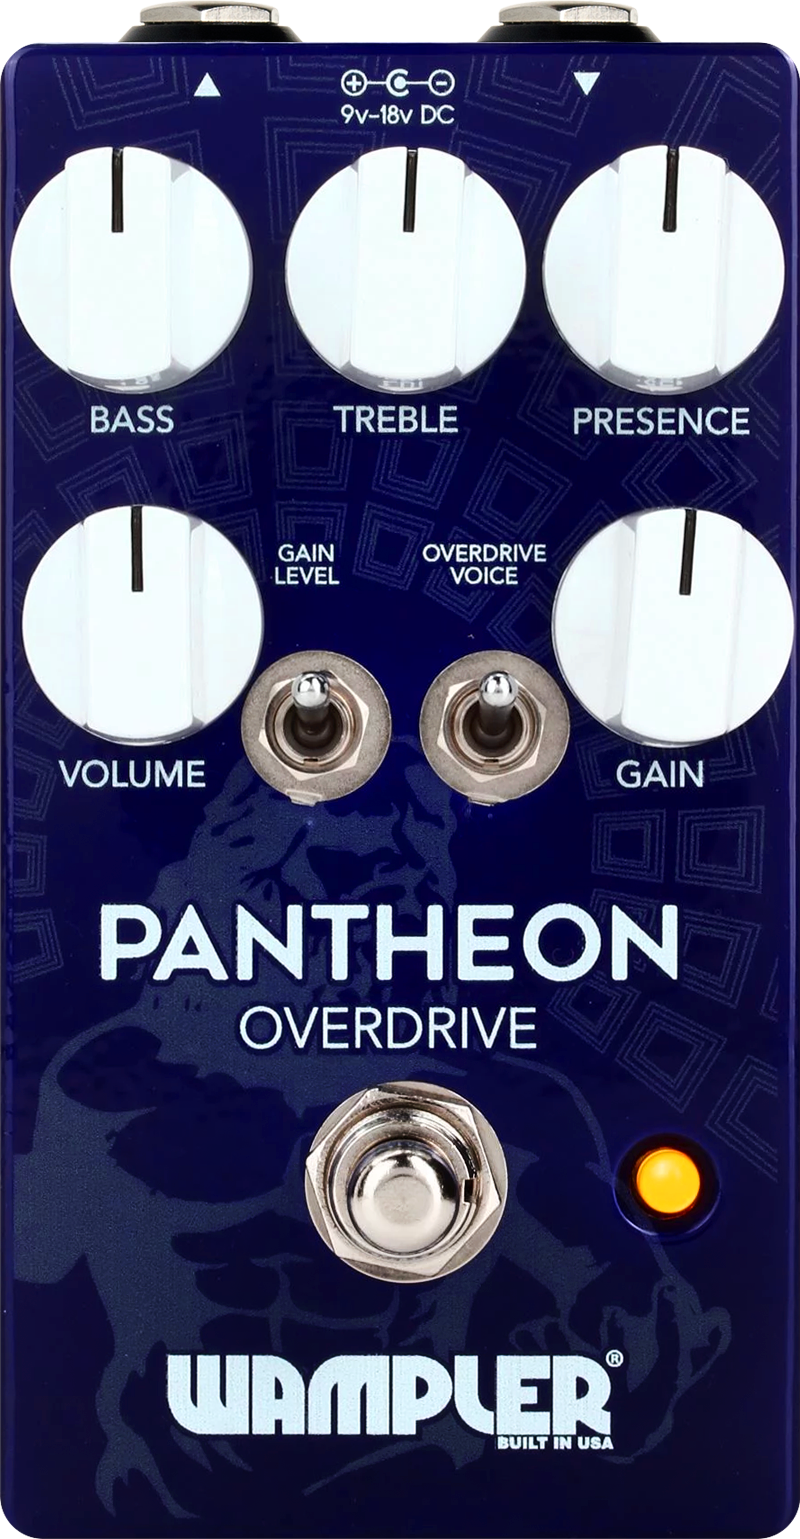 9v-18v DC
BASS
TREBLE
PRESENCE
GAIN
LEVEL
OVERDRIVE
VOICE
VOLUME
GAIN
PANTHEON
OVERDRIVE
WAMPLER®
BUILT IN USA